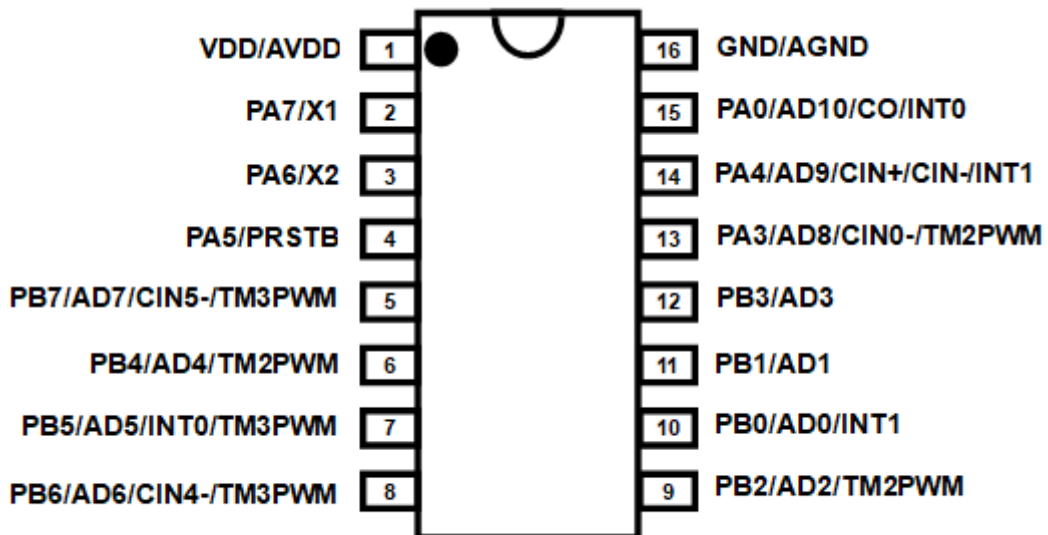 VDD/AVDD 1 16 GND/AGND
PA7/X1 2 15 PA0/AD10/CO/INT0
PA6/X2 3 14 PA4/AD9/CIN+/CIN-/INT1
PA5/PRSTB 4 13 PA3/AD8/CIN0-/TM2PWM
PB7/AD7/CIN5-/TM3PWM 5 12 PB3/AD3
PB4/AD4/TM2PWM 6 11 PB1/AD1
PB5/AD5/INT0/TM3PWM 7 10 PB0/AD0/INT1
PB6/AD6/CIN4-/TM3PWM 8 9 PB2/AD2/TM2PWM